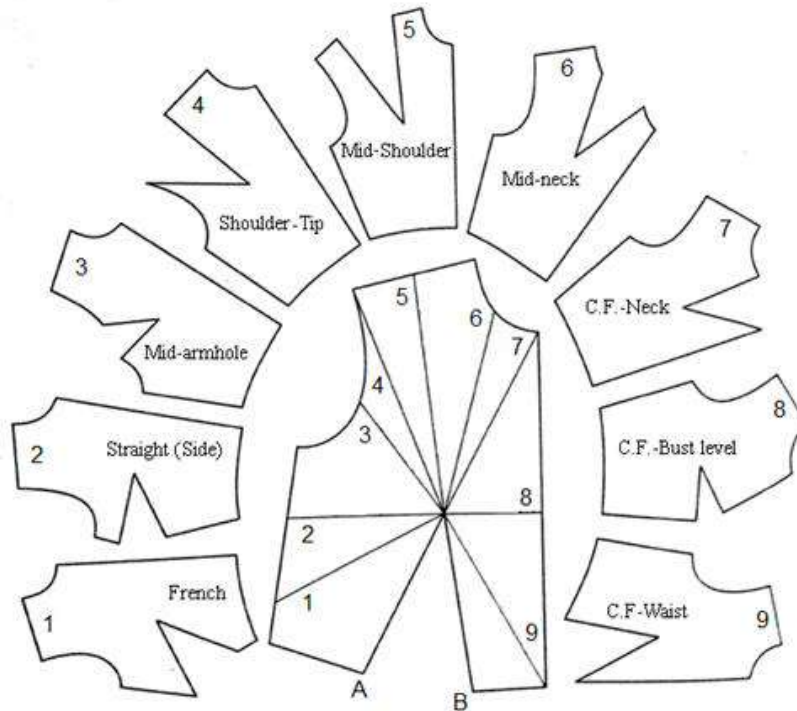 5
6
4
Mid-Shoulder
Mid-neck
Shoulder-Tip
7
3
C.F.-Neck
Mid-armhole
5
6
7
4
3
8
2
Straight (Side)
C.F.-Bust level
8
2
French
1
1
C.F-Waist
9
9
A
B